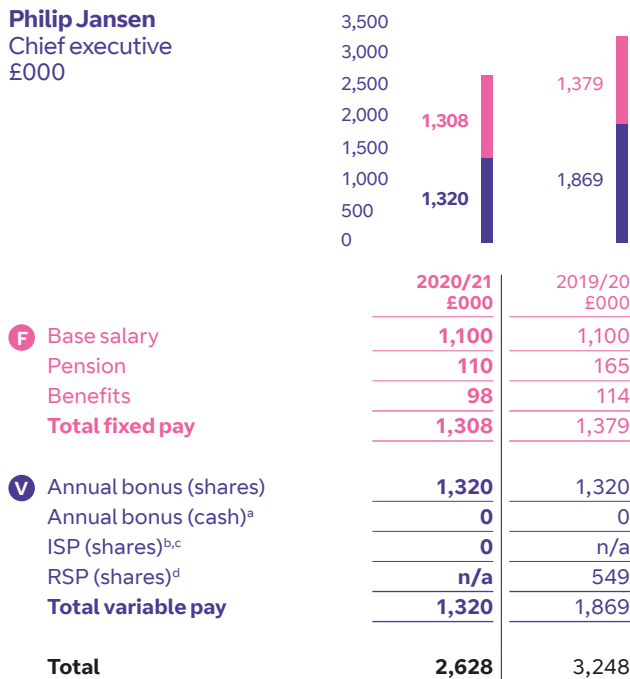 Philip Jansen
Chief executive
£000
3,500
3,000
2,500
2,000
1,500
1,000
500
0
1,308
1,320
1,379
1,869
2020/21 2019/20
£000 £000
F Base salary 1,100 1,100
Pension 110 165
Benefits 98 114
Total fixed pay 1,308 1,379
V Annual bonus (shares) 1,320 1,320
Annual bonus (cash)ᵃ 0 0
ISP (shares)ᵇ,ᶜ 0 n/a
RSP (shares)ᵈ n/a 549
Total variable pay 1,320 1,869
Total 2,628 3,248